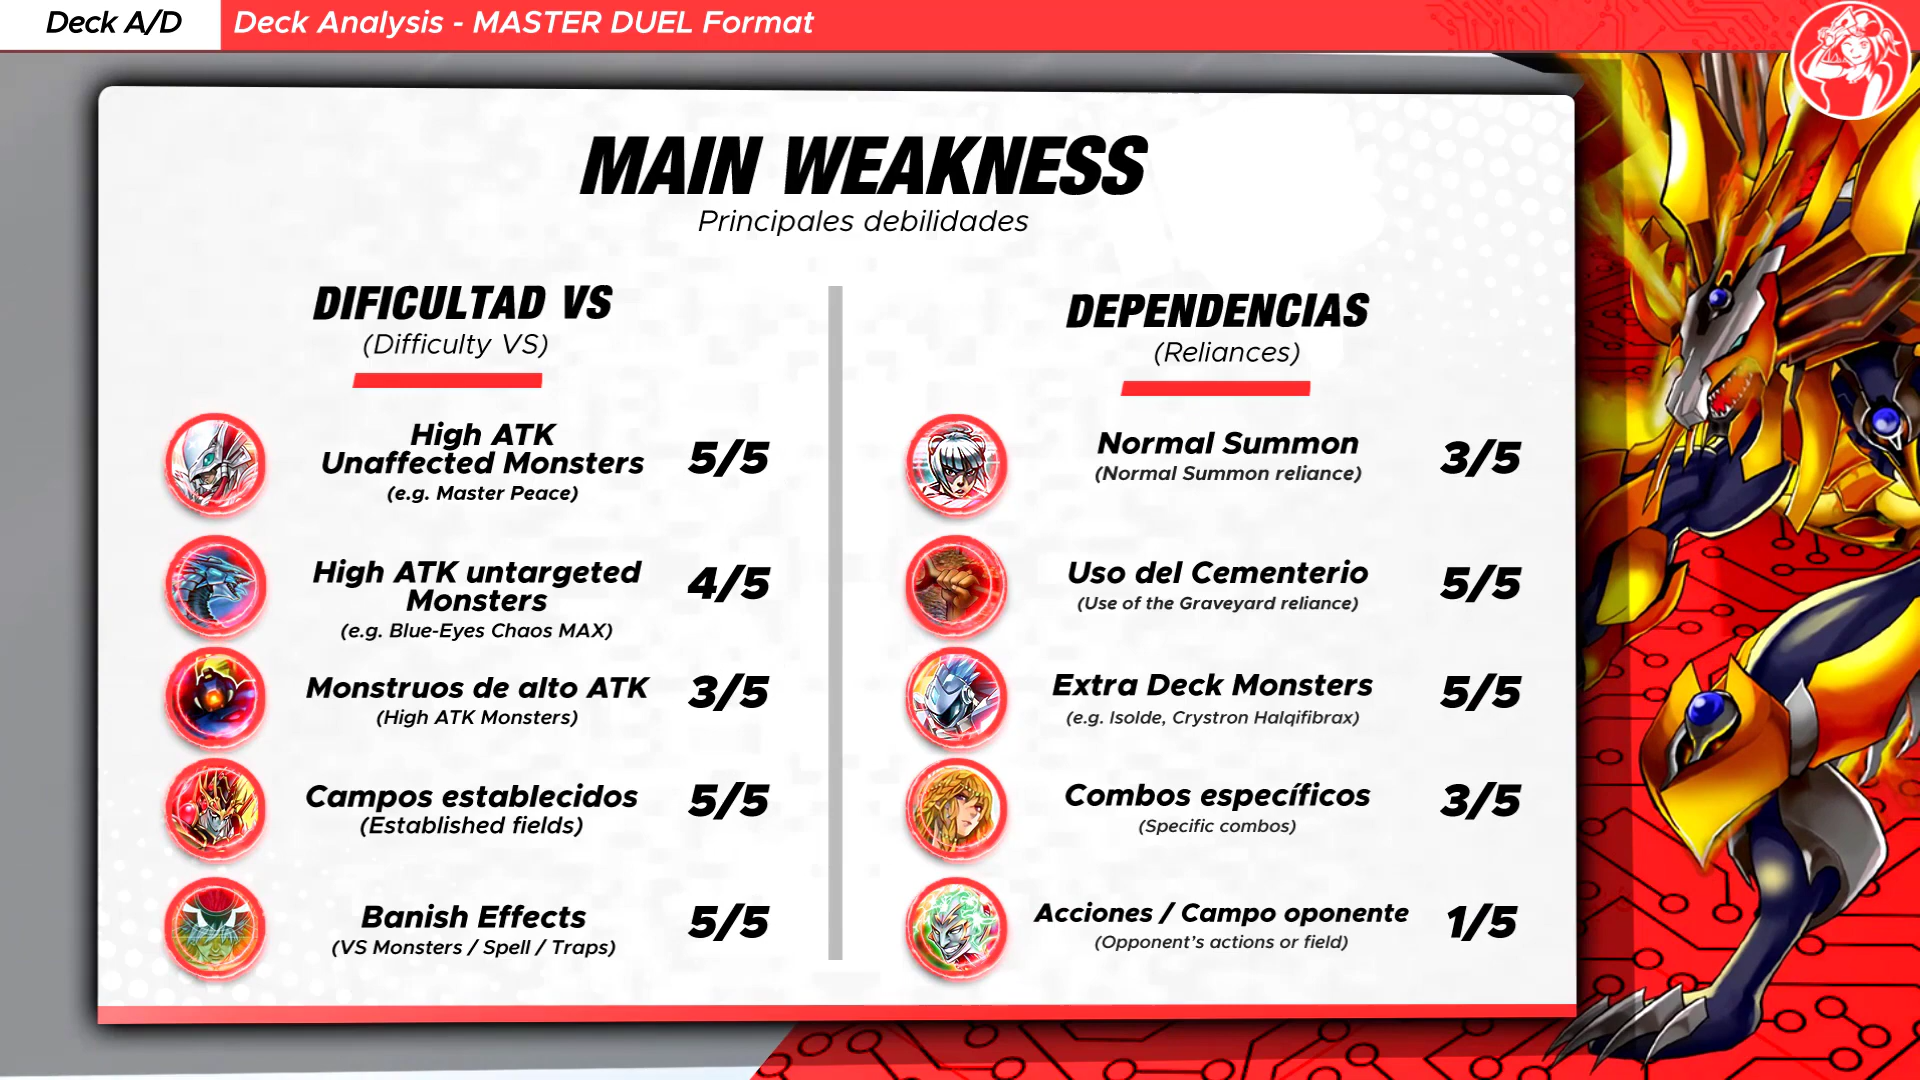 Deck A/D
Deck Analysis - MASTER DUEL Format
MAIN WEAKNESS
Principales debilidades
DIFICULTAD VS
(Difficulty VS)
High ATK
Unaffected Monsters
(e.g. Master Peace)
5/5
High ATK untargeted
Monsters
(e.g. Blue-Eyes Chaos MAX)
4/5
Monstruos de alto ATK
(High ATK Monsters)
3/5
Campos establecidos
(Established fields)
5/5
Banish Effects
(VS Monsters / Spell / Traps)
5/5
DEPENDENCIAS
(Reliances)
Normal Summon
(Normal Summon reliance)
3/5
Uso del Cementerio
(Use of the Graveyard reliance)
5/5
Extra Deck Monsters
(e.g. Isolde, Crystron Halqifibrax)
5/5
Combos específicos
(Specific combos)
3/5
Acciones / Campo oponente
(Opponent's actions or field)
1/5